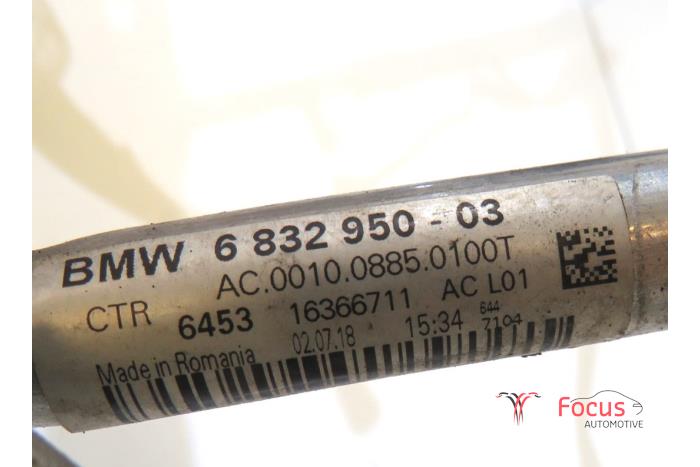 BMW 6 832 950 - 03
AC.0010.0885.0100T
CTR 6453 16366711 AC L01
Made in Romania 02.07.18 15:34 644 7104
Focus
AUTOMOTIVE